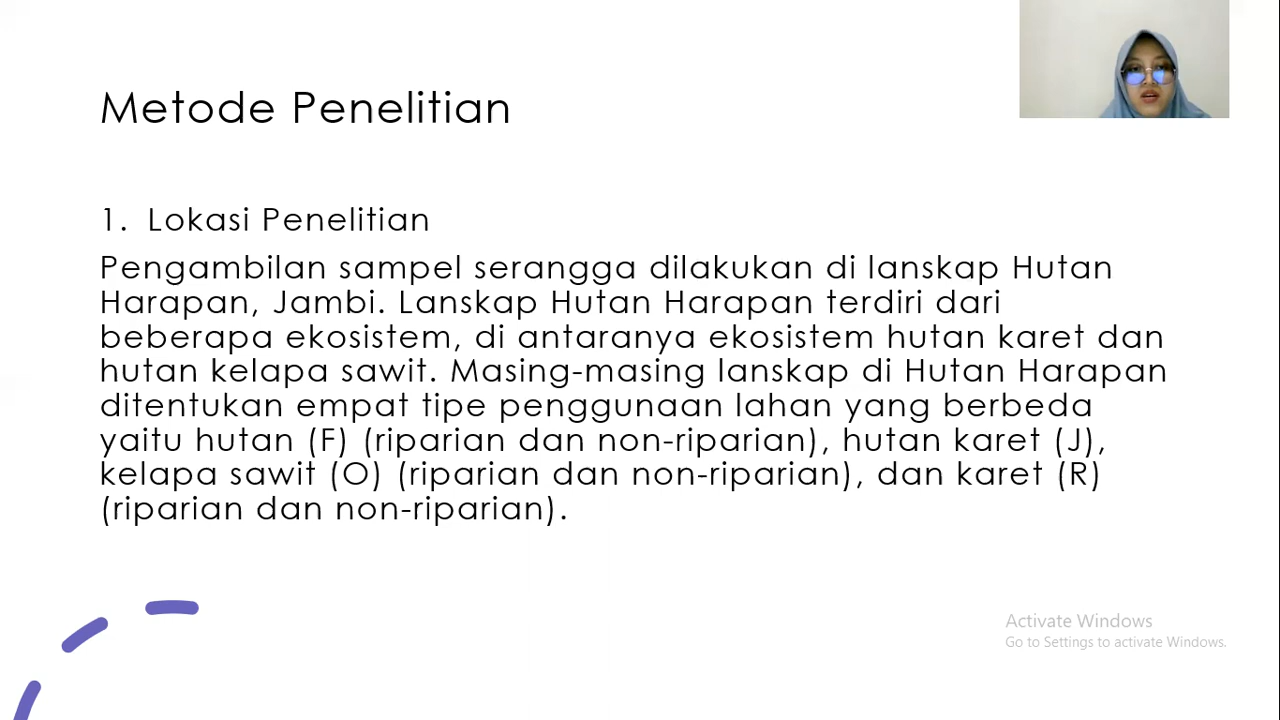 Metode Penelitian
1. Lokasi Penelitian
Pengambilan sampel serangga dilakukan di lanskap Hutan
Harapan, Jambi. Lanskap Hutan Harapan terdiri dari
beberapa ekosistem, di antaranya ekosistem hutan karet dan
hutan kelapa sawit. Masing-masing lanskap di Hutan Harapan
ditentukan empat tipe penggunaan lahan yang berbeda
yaitu hutan (F) (riparian dan non-riparian), hutan karet (J),
kelapa sawit (O) (riparian dan non-riparian), dan karet (R)
(riparian dan non-riparian).
Activate Windows
Go to Settings to activate Windows.